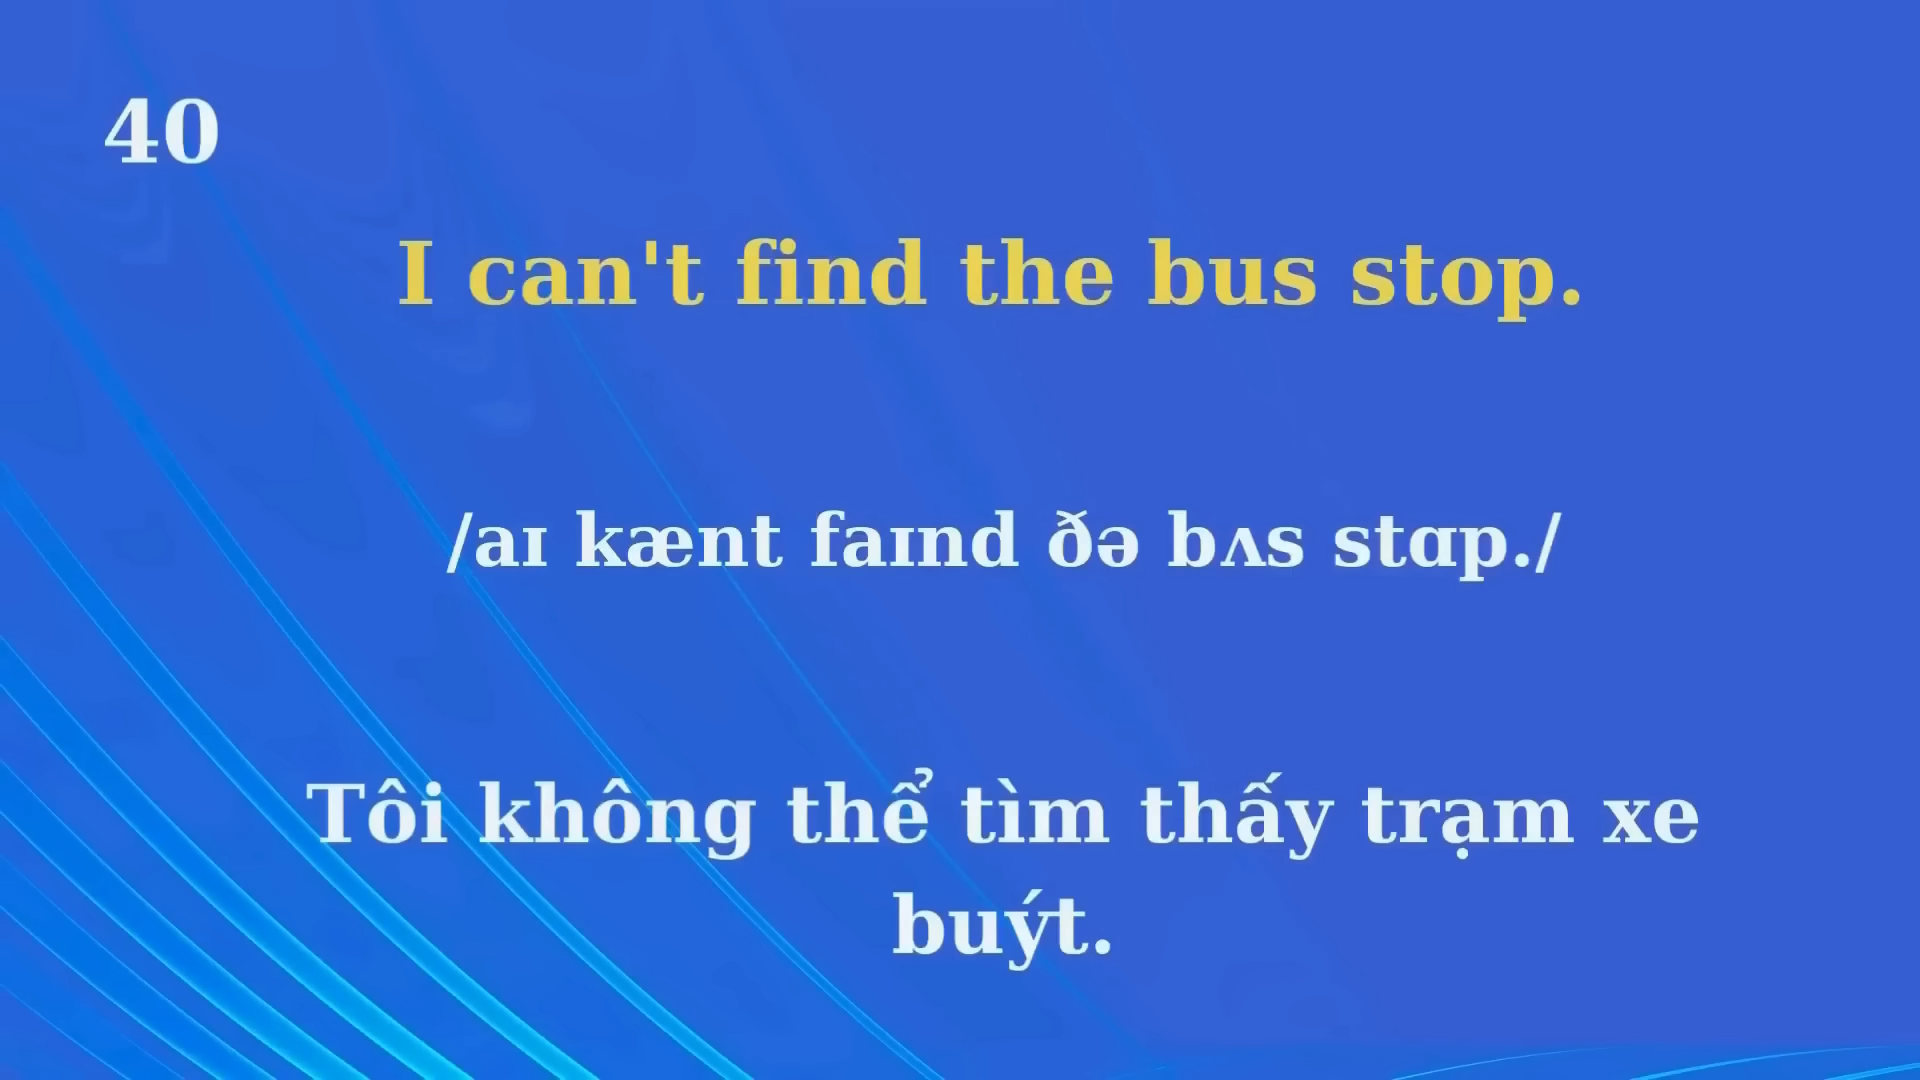 40
I can't find the bus stop.
/aɪ kænt faɪnd ðə bʌs stɑp./
Tôi không thể tìm thấy trạm xe
buýt.